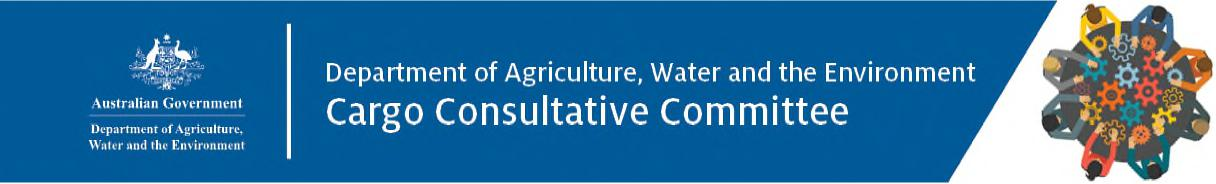 Australian Government
Department of Agriculture,
Water and the Environment
Department of Agriculture, Water and the Environment
Cargo Consultative Committee